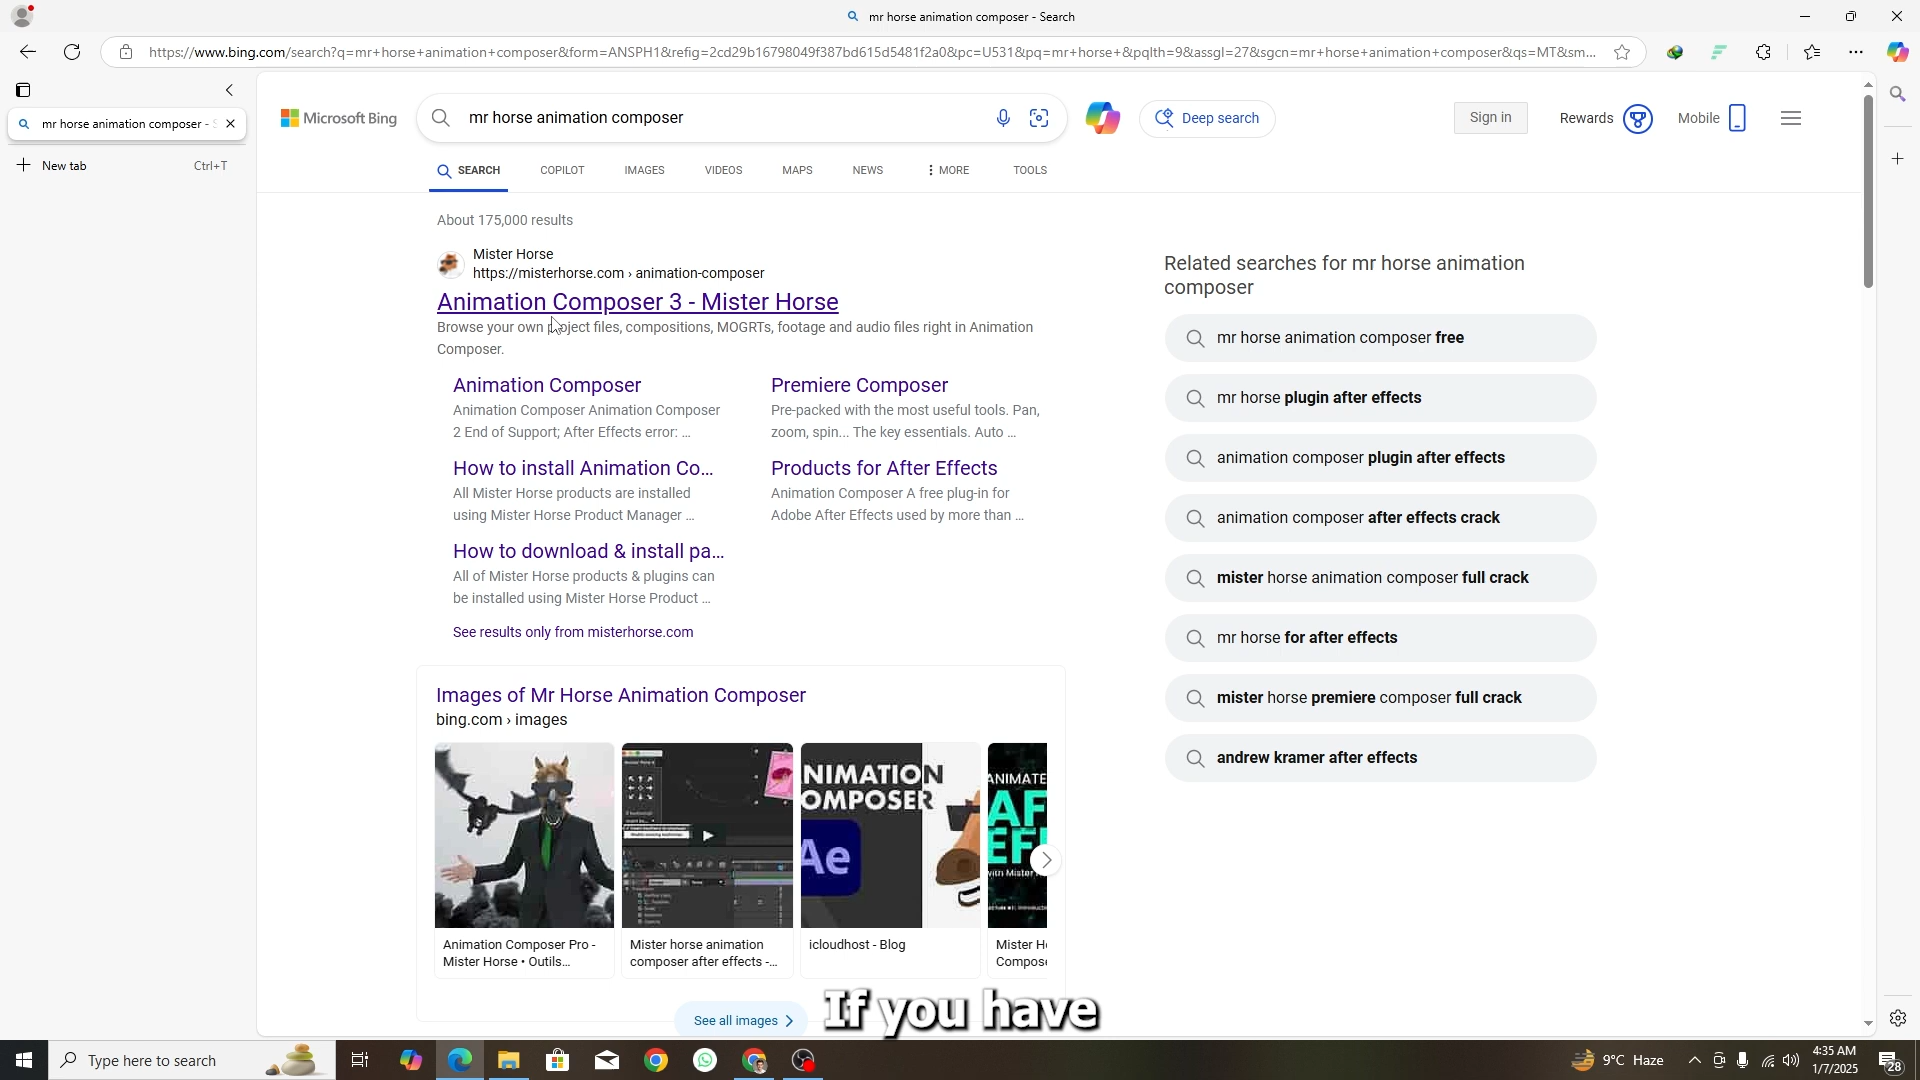 mr horse animation composer - Search
https://www.bing.com/search?q=mr+horse+animation+composer&form=ANSPH1&refig=2cd29b16798049f387bd615d5481f2a0&pc=U531&pq=mr+horse+&pqlth=9&assgl=27&sgcn=mr+horse+animation+composer&qs=MT&sm...
mr horse animation composer - S
New tab
Ctrl+T
Microsoft Bing
mr horse animation composer
Deep search
Sign in
Rewards
Mobile
SEARCH
COPILOT
IMAGES
VIDEOS
MAPS
NEWS
MORE
TOOLS
About 175,000 results
Mister Horse
https://misterhorse.com › animation-composer
Animation Composer 3 - Mister Horse
Browse your own project files, compositions, MOGRTs, footage and audio files right in Animation
Composer.
Animation Composer
Animation Composer Animation Composer
2 End of Support; After Effects error: ...
Premiere Composer
Pre-packed with the most useful tools. Pan,
zoom, spin... The key essentials. Auto ...
How to install Animation Co...
All Mister Horse products are installed
using Mister Horse Product Manager ...
Products for After Effects
Animation Composer A free plug-in for
Adobe After Effects used by more than ...
How to download & install pa...
All of Mister Horse products & plugins can
be installed using Mister Horse Product ...
See results only from misterhorse.com
Images of Mr Horse Animation Composer
bing.com › images
NIMATION
OMPOSER
Ae
ANIMATE
AF
EFI
Animation Composer Pro -
Mister Horse • Outils...
Mister horse animation
composer after effects -...
icloudhost - Blog
Mister H
Compos
See all images
Related searches for mr horse animation
composer
mr horse animation composer free
mr horse plugin after effects
animation composer plugin after effects
animation composer after effects crack
mister horse animation composer full crack
mr horse for after effects
mister horse premiere composer full crack
andrew kramer after effects
If you have
Type here to search
9°C Haze
4:35 AM
1/7/2025
28